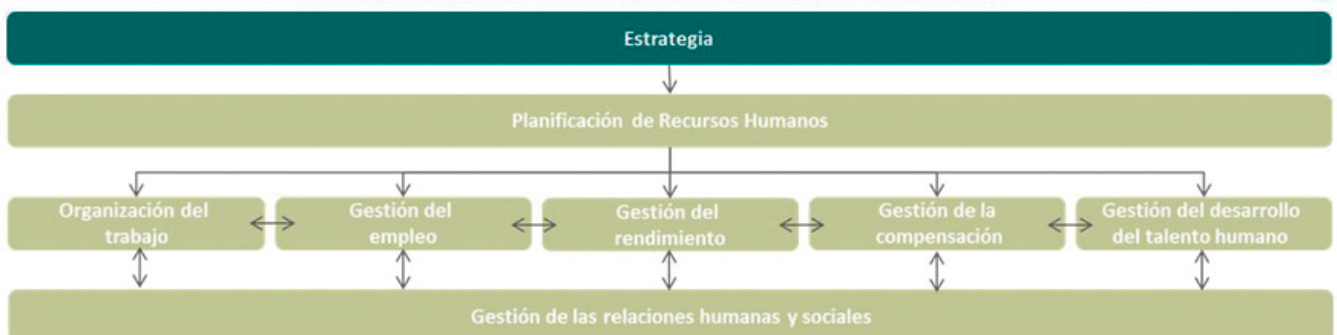 Estrategia
Planificación de Recursos Humanos
Organización del
trabajo
Gestión del
empleo
Gestión del
rendimiento
Gestión de la
compensación
Gestión del desarrollo
del talento humano
Gestión de las relaciones humanas y sociales